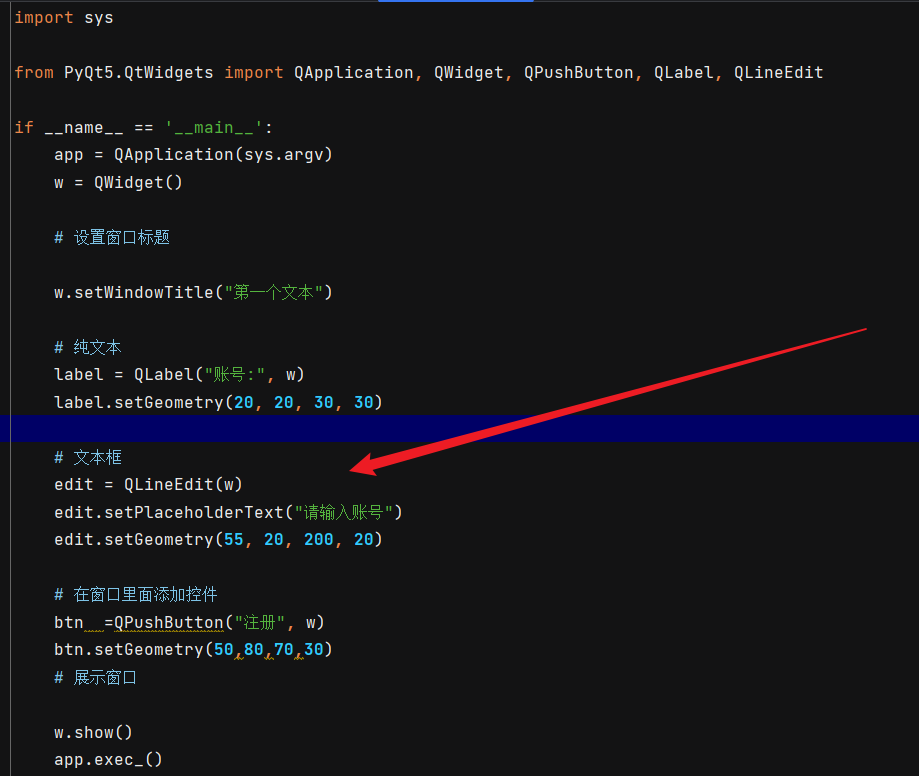 import sys
from PyQt5.QtWidgets import QApplication, QWidget, QPushButton, QLabel, QLineEdit
if __name__ == '__main__':
    app = QApplication(sys.argv)
    w = QWidget()
    # 设置窗口标题
    w.setWindowTitle("第一个文本")
    # 纯文本
    label = QLabel("账号:", w)
    label.setGeometry(20, 20, 30, 30)
    # 文本框
    edit = QLineEdit(w)
    edit.setPlaceholderText("请输入账号")
    edit.setGeometry(55, 20, 200, 20)
    # 在窗口里面添加控件
    btn  =QPushButton("注册", w)
    btn.setGeometry(50,80,70,30)
    # 展示窗口
    w.show()
    app.exec_()